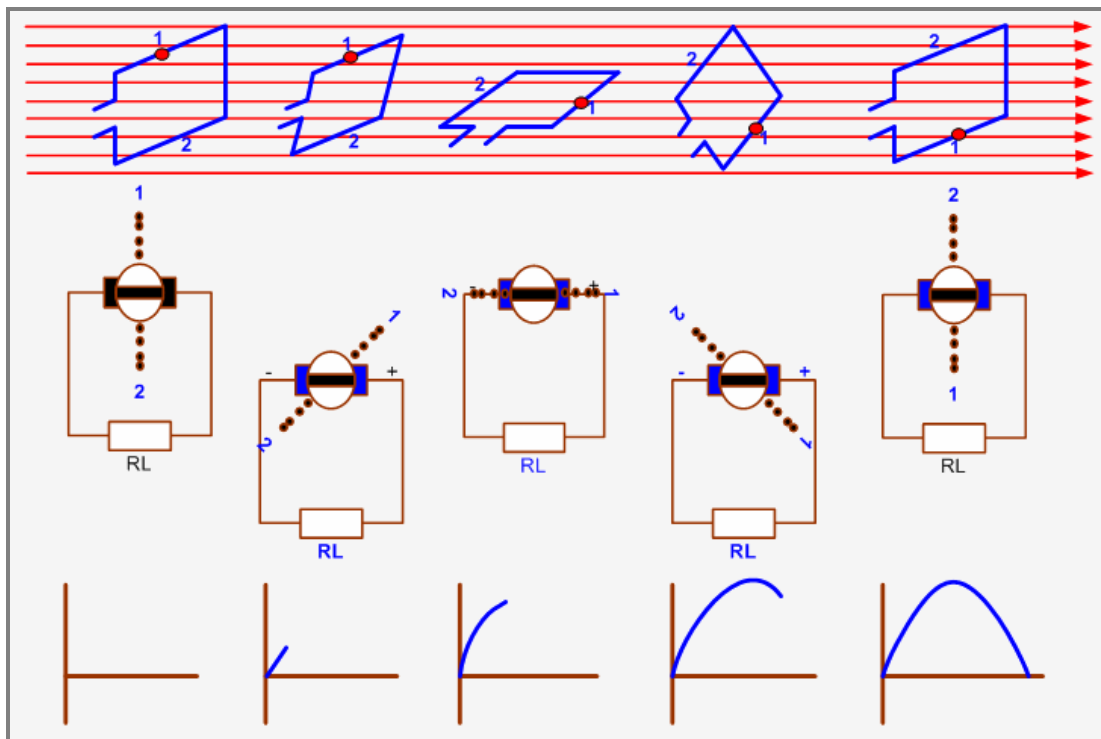 1 1 2 2 2
1 1 1
2 2
1 2
2 - + 1
1 2
- + - +
2 2 1 1
RL RL RL
RL RL